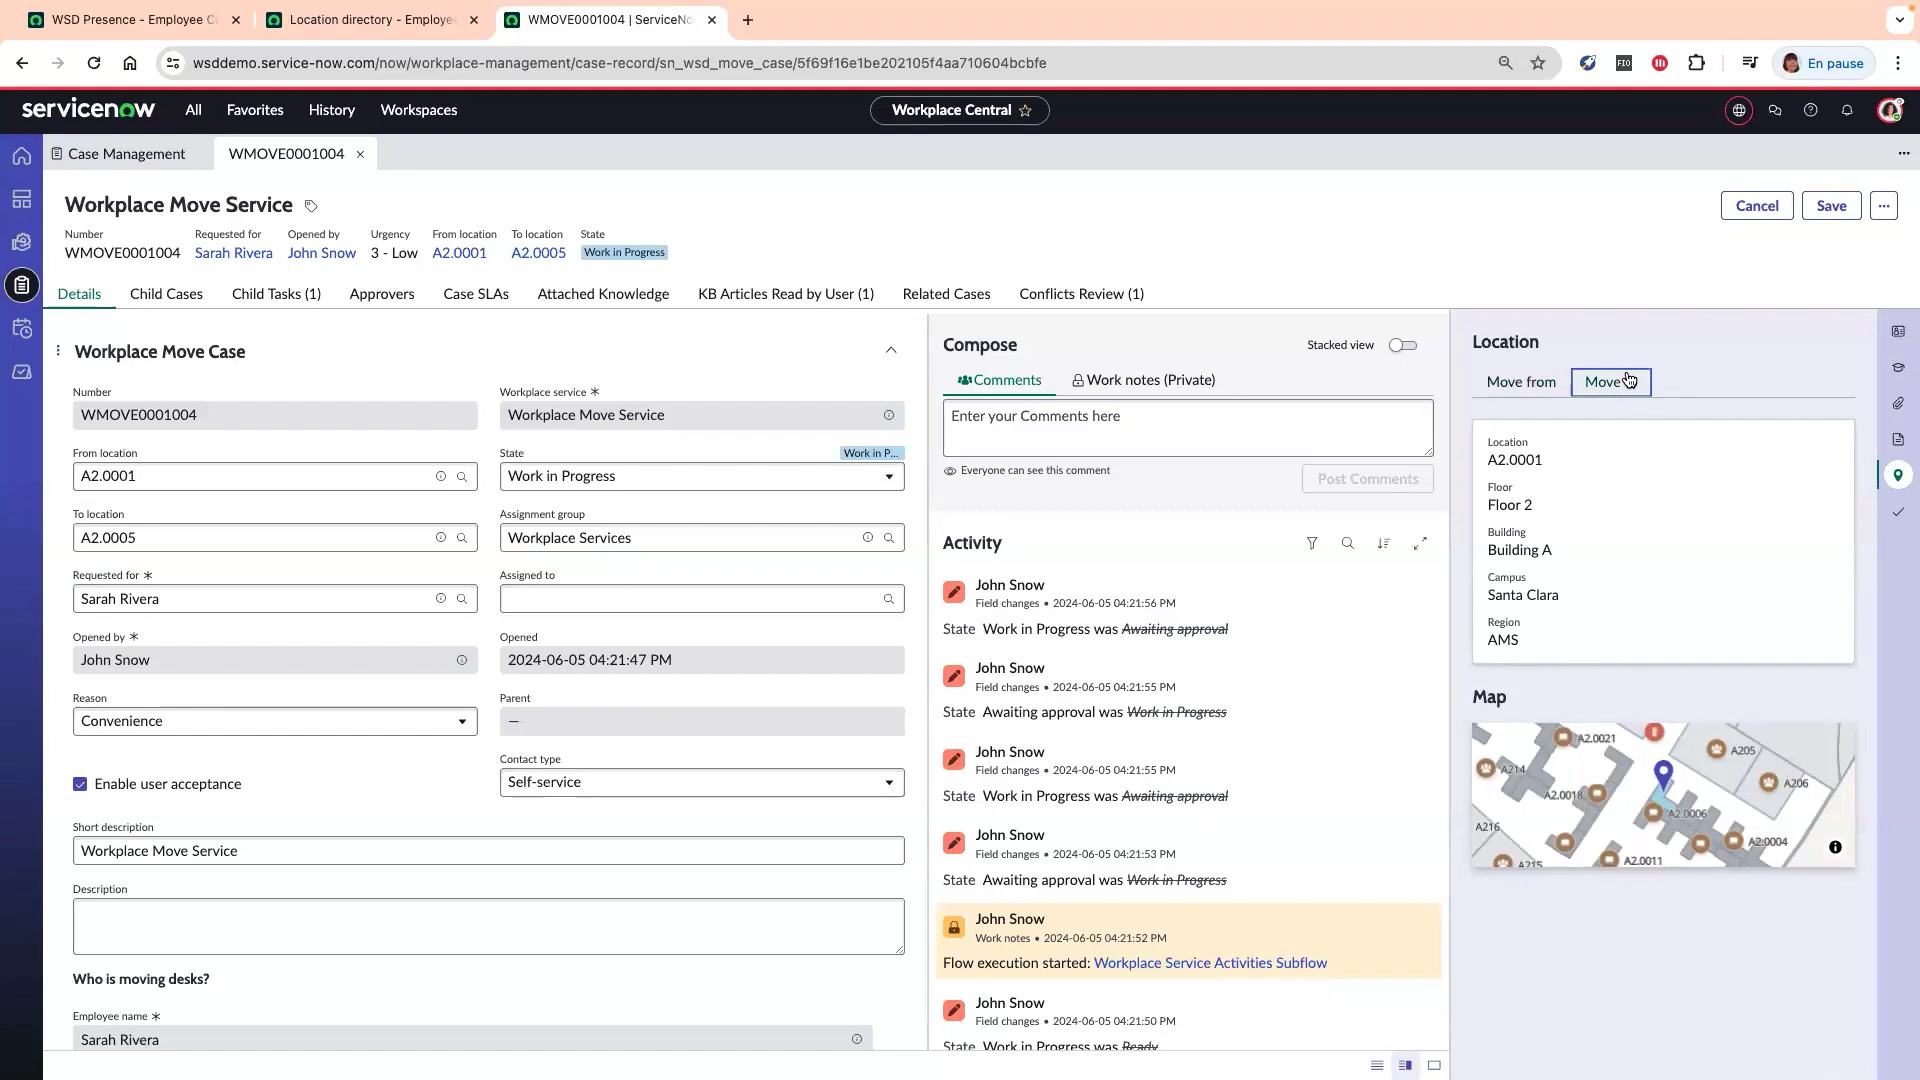 WSD Presence - Employee C
Location directory - Employe
WMOVE0001004 | ServiceNo
wsddemo.service-now.com/now/workplace-management/case-record/sn_wsd_move_case/5f69f16e1be202105f4aa710604bcbfe
FIO
En pause
servicenow
All
Favorites
History
Workspaces
Workplace Central
Case Management
WMOVE0001004
Workplace Move Service
Cancel
Save
Number
Requested for
Opened by
Urgency
From location
To location
State
WMOVE0001004
Sarah Rivera
John Snow
3 - Low
A2.0001
A2.0005
Work in Progress
Details
Child Cases
Child Tasks (1)
Approvers
Case SLAs
Attached Knowledge
KB Articles Read by User (1)
Related Cases
Conflicts Review (1)
Workplace Move Case
Number
WMOVE0001004
Workplace service *
Workplace Move Service
From location
A2.0001
State
Work in P...
Work in Progress
To location
A2.0005
Assignment group
Workplace Services
Requested for *
Sarah Rivera
Assigned to
Opened by *
John Snow
Opened
2024-06-05 04:21:47 PM
Reason
Convenience
Parent
—
Enable user acceptance
Contact type
Self-service
Short description
Workplace Move Service
Description
Who is moving desks?
Employee name *
Sarah Rivera
Compose
Stacked view
Comments
Work notes (Private)
Enter your Comments here
Everyone can see this comment
Post Comments
Activity
John Snow
Field changes • 2024-06-05 04:21:56 PM
State Work in Progress was Awaiting approval
John Snow
Field changes • 2024-06-05 04:21:55 PM
State Awaiting approval was Work in Progress
John Snow
Field changes • 2024-06-05 04:21:55 PM
State Work in Progress was Awaiting approval
John Snow
Field changes • 2024-06-05 04:21:53 PM
State Awaiting approval was Work in Progress
John Snow
Work notes • 2024-06-05 04:21:52 PM
Flow execution started: Workplace Service Activities Subflow
John Snow
Field changes • 2024-06-05 04:21:50 PM
State Work in Progress was Ready
Location
Move from
Move
Location
A2.0001
Floor
Floor 2
Building
Building A
Campus
Santa Clara
Region
AMS
Map
A2.0021
A205
A214
A206
A2.0018
A2.0006
A216
A2.0004
A215
A2.0011